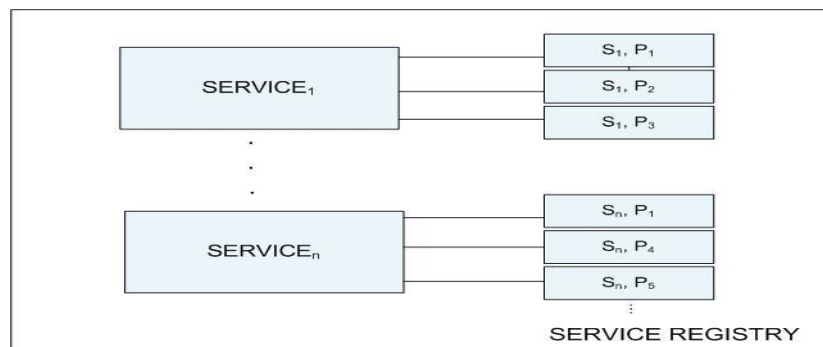 S₁, P₁
SERVICE₁
S₁, P₂
S₁, P₃
Sₙ, P₁
SERVICEₙ
Sₙ, P₄
Sₙ, P₅
SERVICE REGISTRY